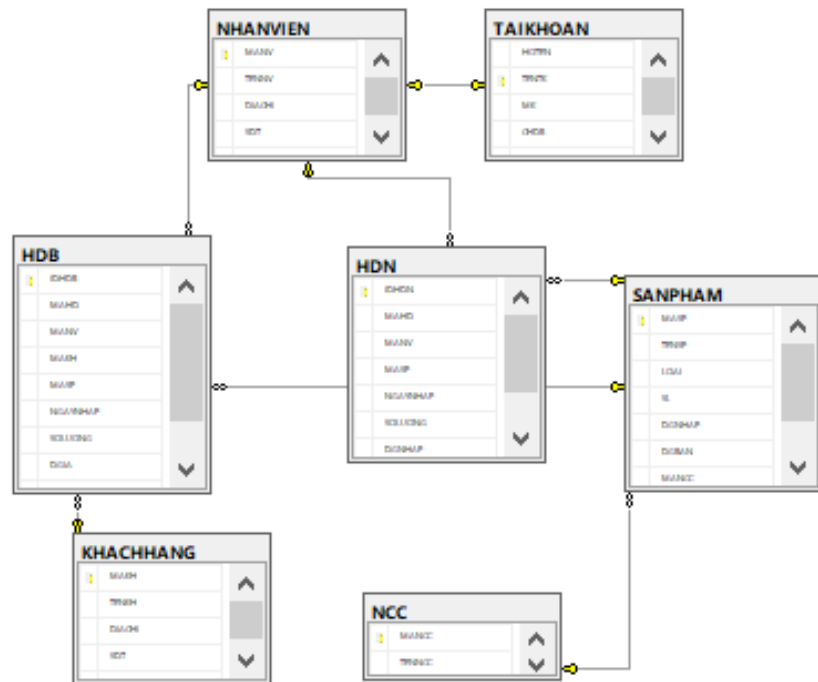 NHANVIEN
MANV
TENNV
DIACHI
SDT
TAIKHOAN
HOTEN
TENTK
MK
CHDB
HDB
IDHDB
MAHD
MANV
MAKH
MASP
NGAYNHAP
SOLUONG
DGIA
HDN
IDHDN
MAHD
MANV
MASP
NGAYNHAP
SOLUONG
DGNHAP
SANPHAM
MASP
TENSP
LOAI
SL
DGNHAP
DGBAN
MANCC
KHACHHANG
MAKH
TENKH
DIACHI
SDT
NCC
MANCC
TENNCC